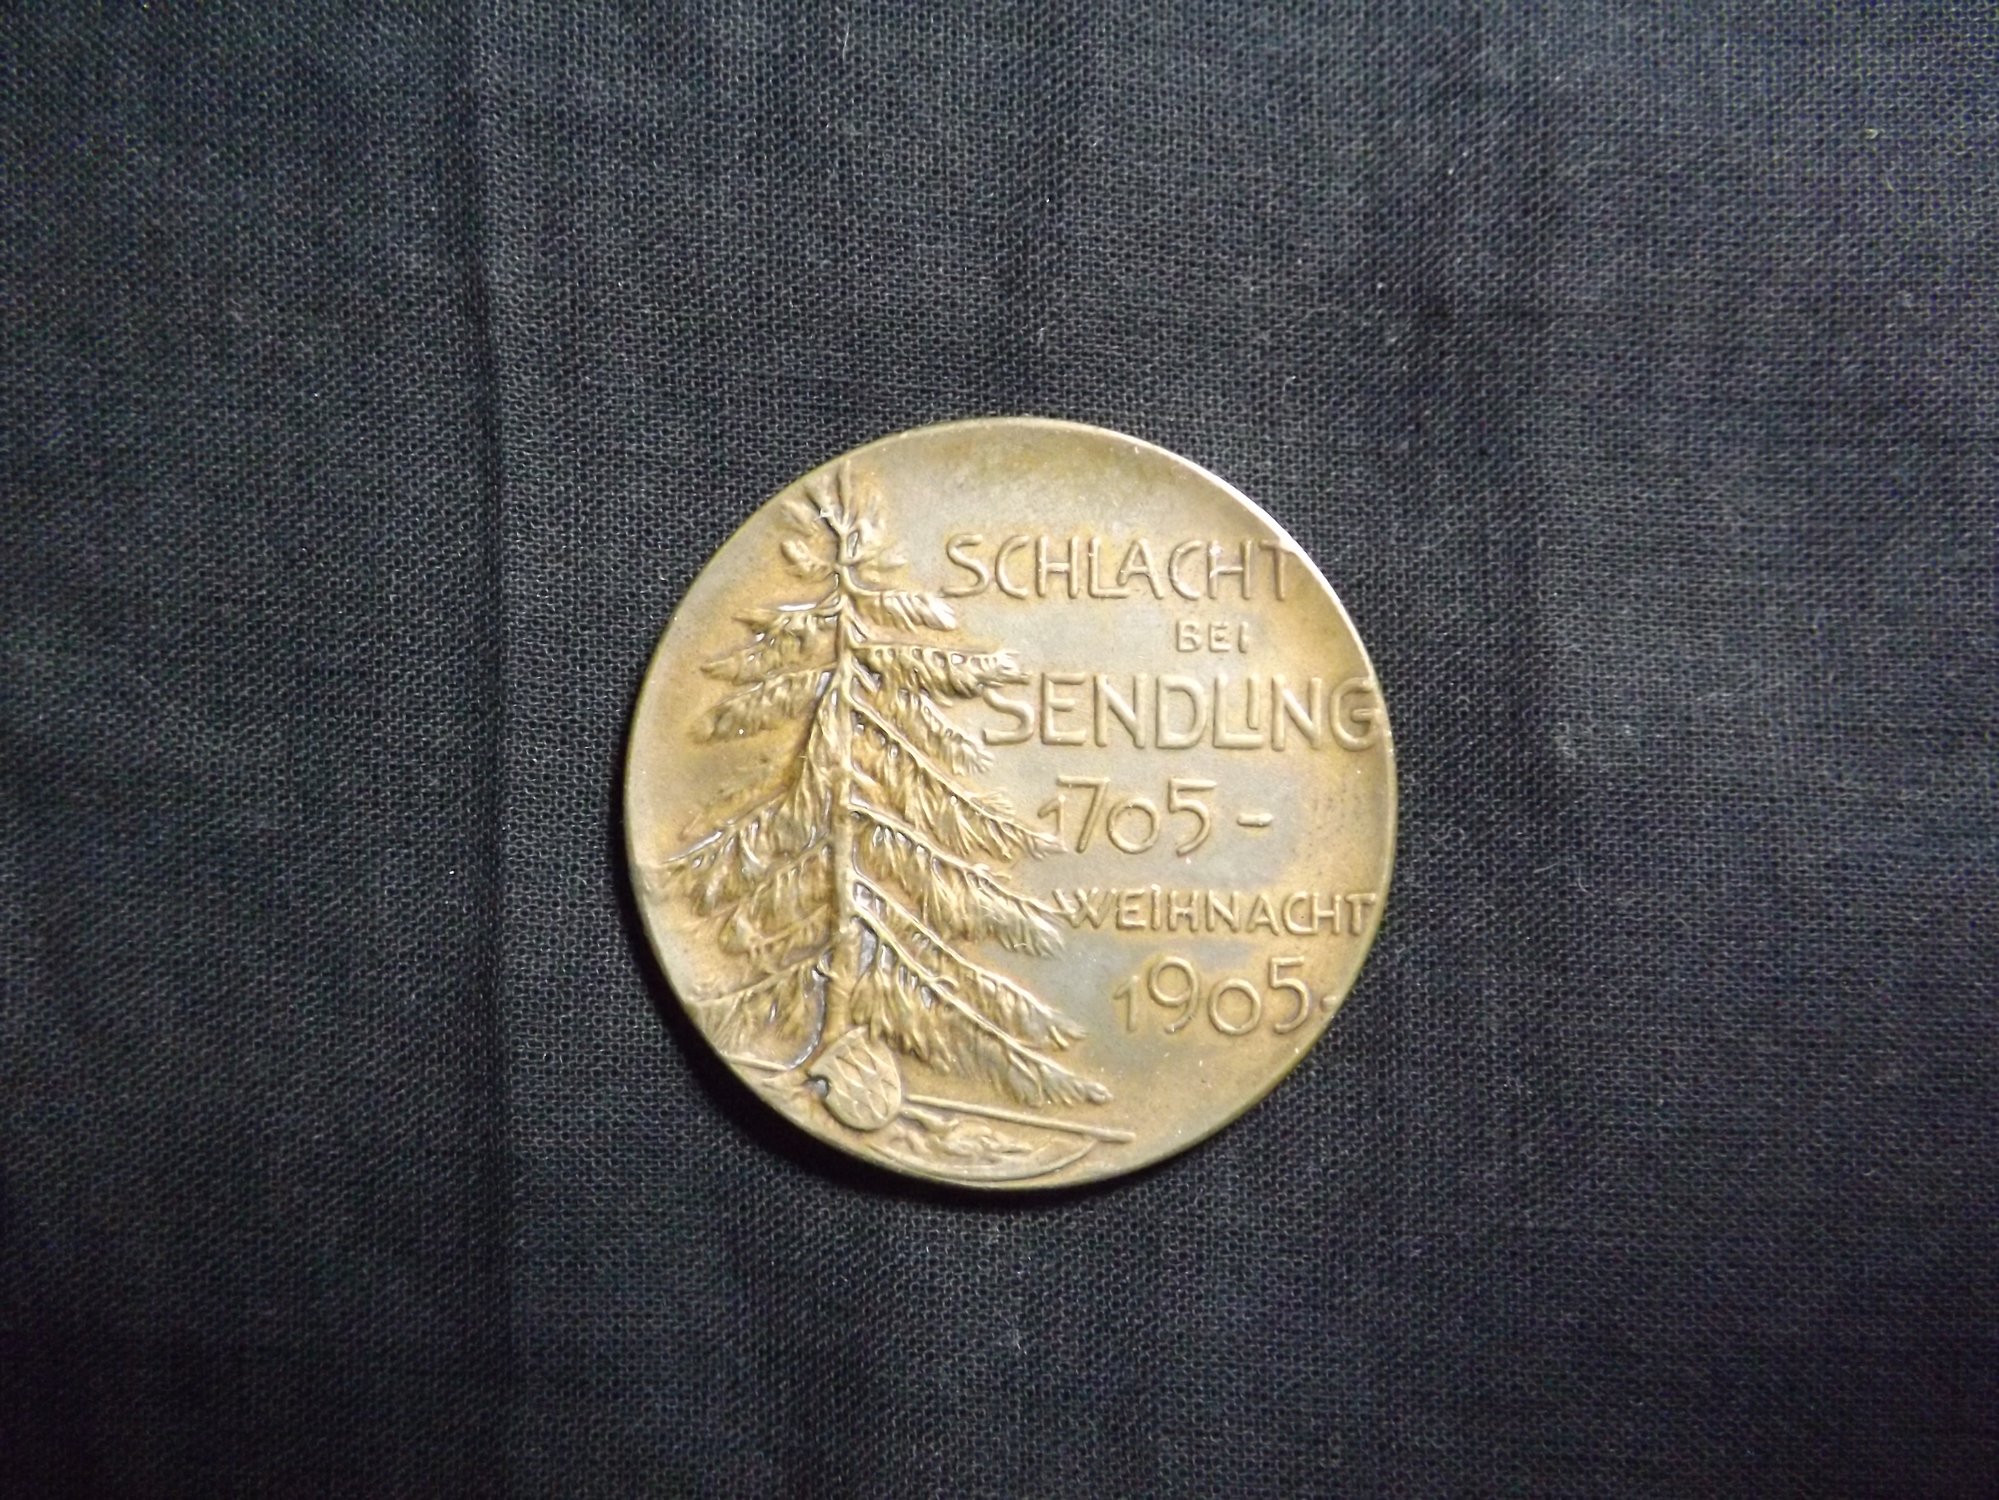 SCHLACHT
BEI
SENDLING
1705-
WEIHNACHT
1905.